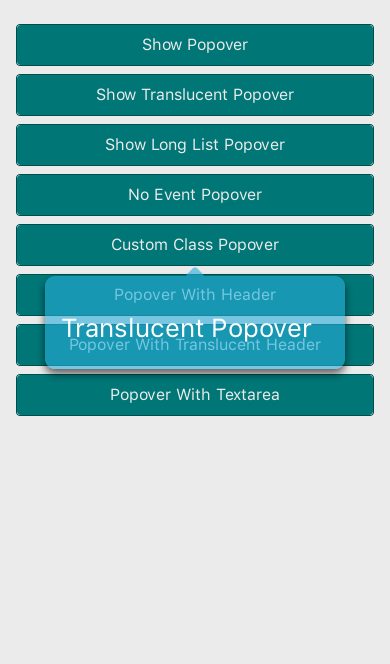 Show Popover
Show Translucent Popover
Show Long List Popover
No Event Popover
Custom Class Popover
Popover With Header
Translucent Popover
Popover With Translucent Header
Popover With Textarea